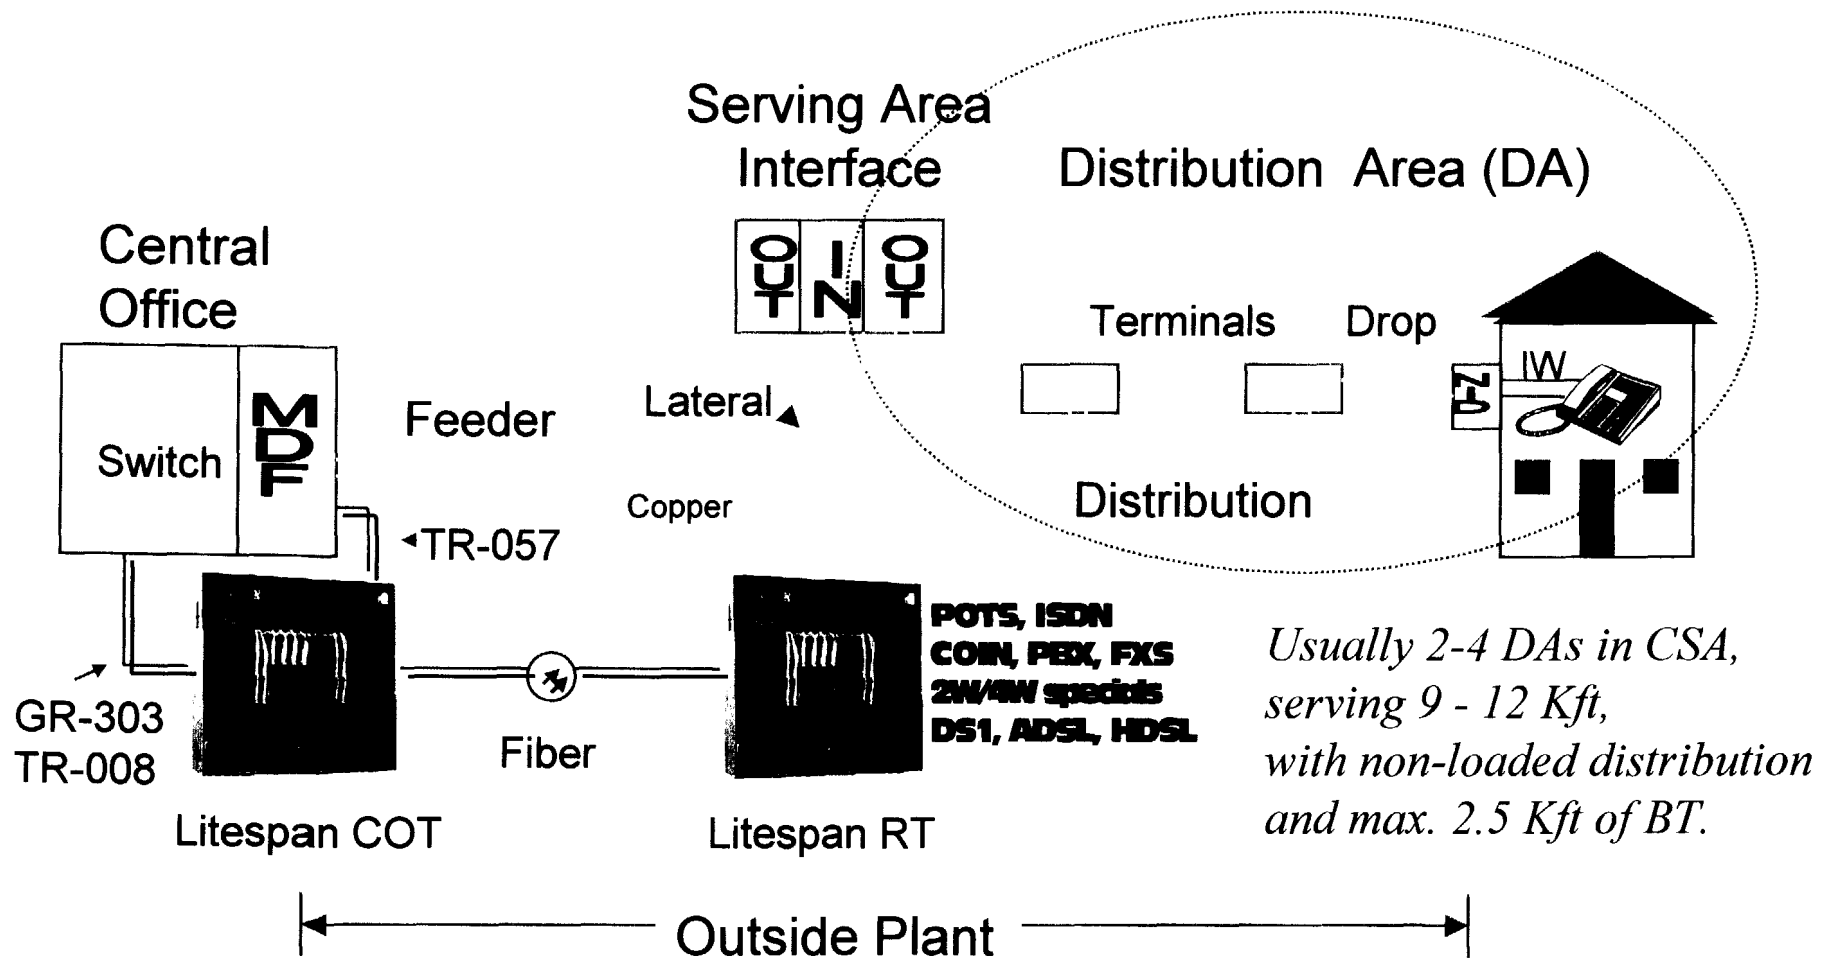 Serving Area
Interface
Distribution Area (DA)
OUT
IN
OUT
Central
Office
Switch
MDF
Feeder
Lateral
Copper
Terminals
Drop
NID
IW
Distribution
TR-057
GR-303
TR-008
Fiber
POTS, ISDN
COIN, PBX, FXS
2W/4W specials
DS1, ADSL, HDSL
Usually 2-4 DAs in CSA,
serving 9 - 12 Kft,
with non-loaded distribution
and max. 2.5 Kft of BT.
Litespan COT
Litespan RT
Outside Plant